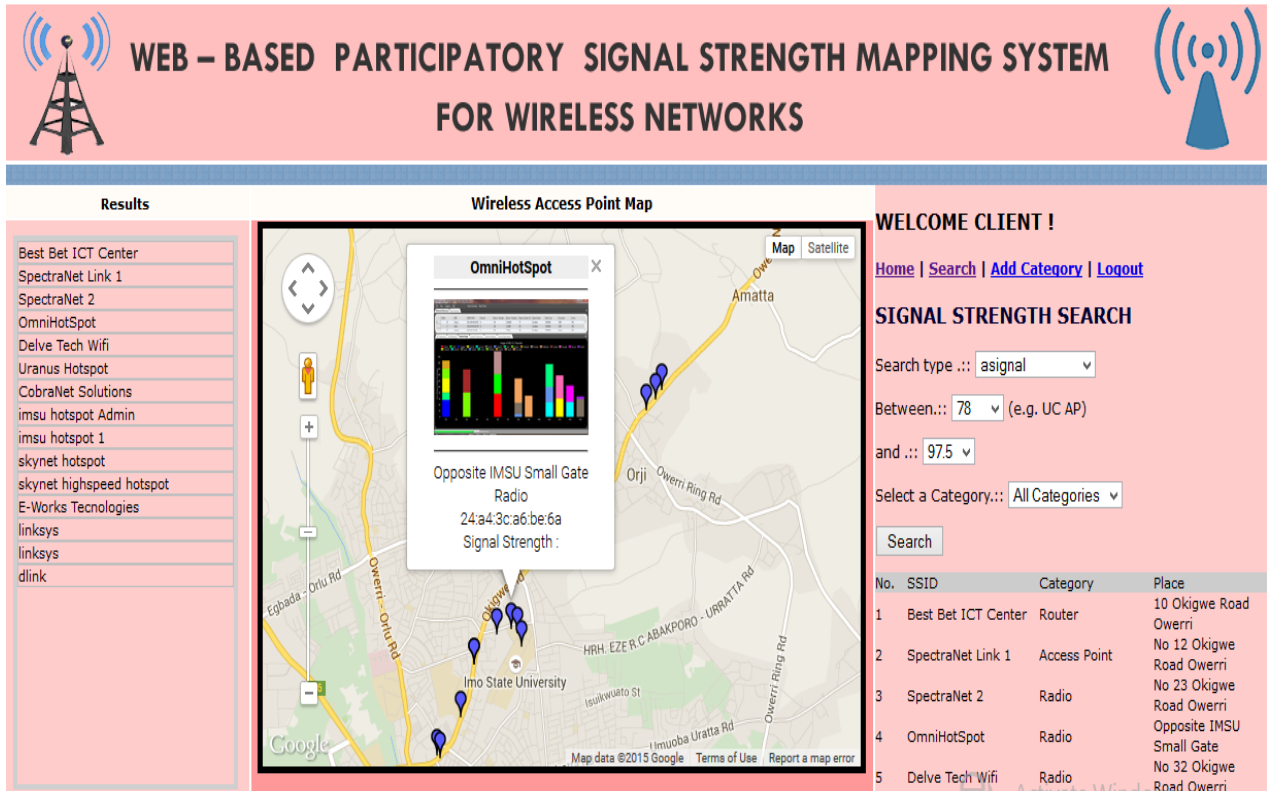 WEB – BASED PARTICIPATORY SIGNAL STRENGTH MAPPING SYSTEM
FOR WIRELESS NETWORKS
Results
Best Bet ICT Center
SpectraNet Link 1
SpectraNet 2
OmniHotSpot
Delve Tech Wifi
Uranus Hotspot
CobraNet Solutions
imsu hotspot Admin
imsu hotspot 1
skynet hotspot
skynet highspeed hotspot
E-Works Tecnologies
linksys
linksys
dlink
Wireless Access Point Map
Map Satellite
OmniHotSpot
Opposite IMSU Small Gate
Radio
24:a4:3c:a6:be:6a
Signal Strength :
Amatta
Orji
Owerri Ring Rd
Egbada - Orlu Rd
Owerri - Orlu Rd
HRH. EZE R.C ABAKPORO - URRATTA RD
Imo State University
Isuikwuato St
Owerri Ring Rd
Umuoba Uratta Rd
Google
Map data ©2015 Google Terms of Use Report a map error
WELCOME CLIENT !
Home | Search | Add Category | Logout
SIGNAL STRENGTH SEARCH
Search type .:: asignal
Between.:: 78 (e.g. UC AP)
and .:: 97.5
Select a Category.:: All Categories
Search
No. SSID Category Place
1 Best Bet ICT Center Router 10 Okigwe Road
Owerri
2 SpectraNet Link 1 Access Point No 12 Okigwe
Road Owerri
3 SpectraNet 2 Radio No 23 Okigwe
Road Owerri
4 OmniHotSpot Radio Opposite IMSU
Small Gate
5 Delve Tech Wifi Radio No 32 Okigwe
Road Owerri